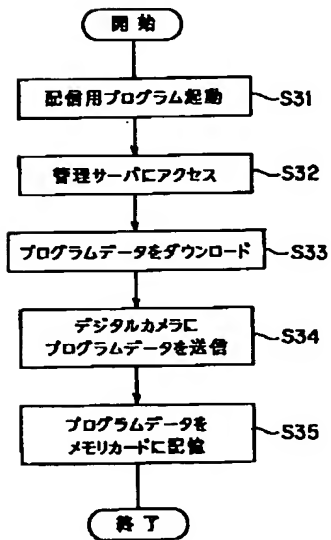 開始
配信用プログラム起動
S31
管理サーバにアクセス
S32
プログラムデータをダウンロード
S33
デジタルカメラに
プログラムデータを送信
S34
プログラムデータを
メモリカードに記憶
S35
終了